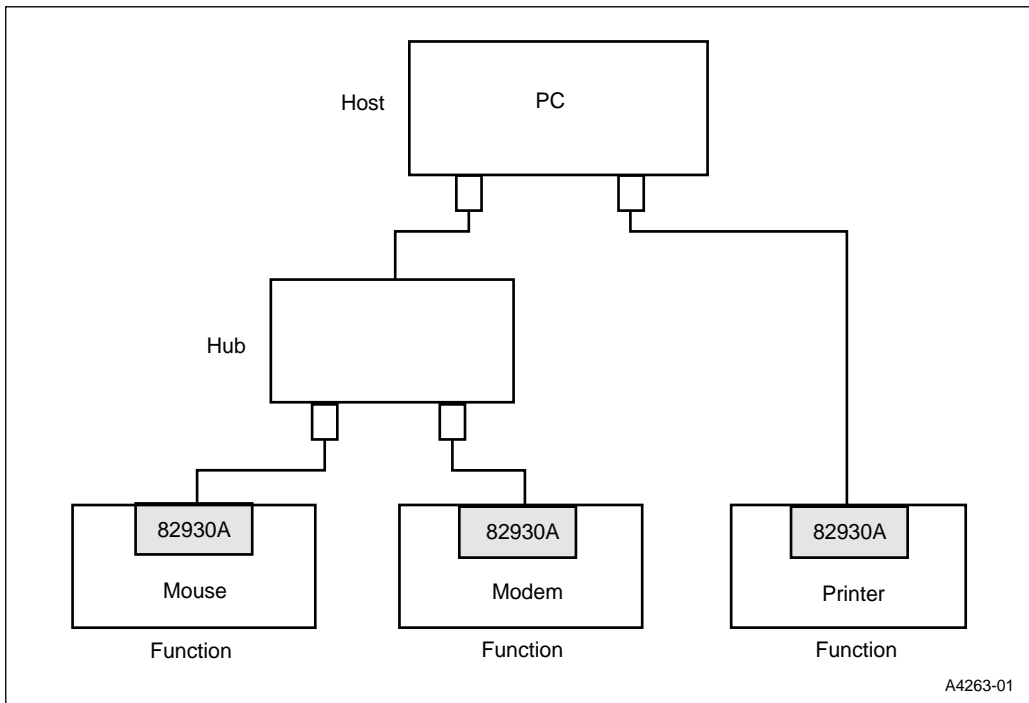 Host
PC
Hub
82930A
82930A
82930A
Mouse
Modem
Printer
Function
Function
Function
A4263-01